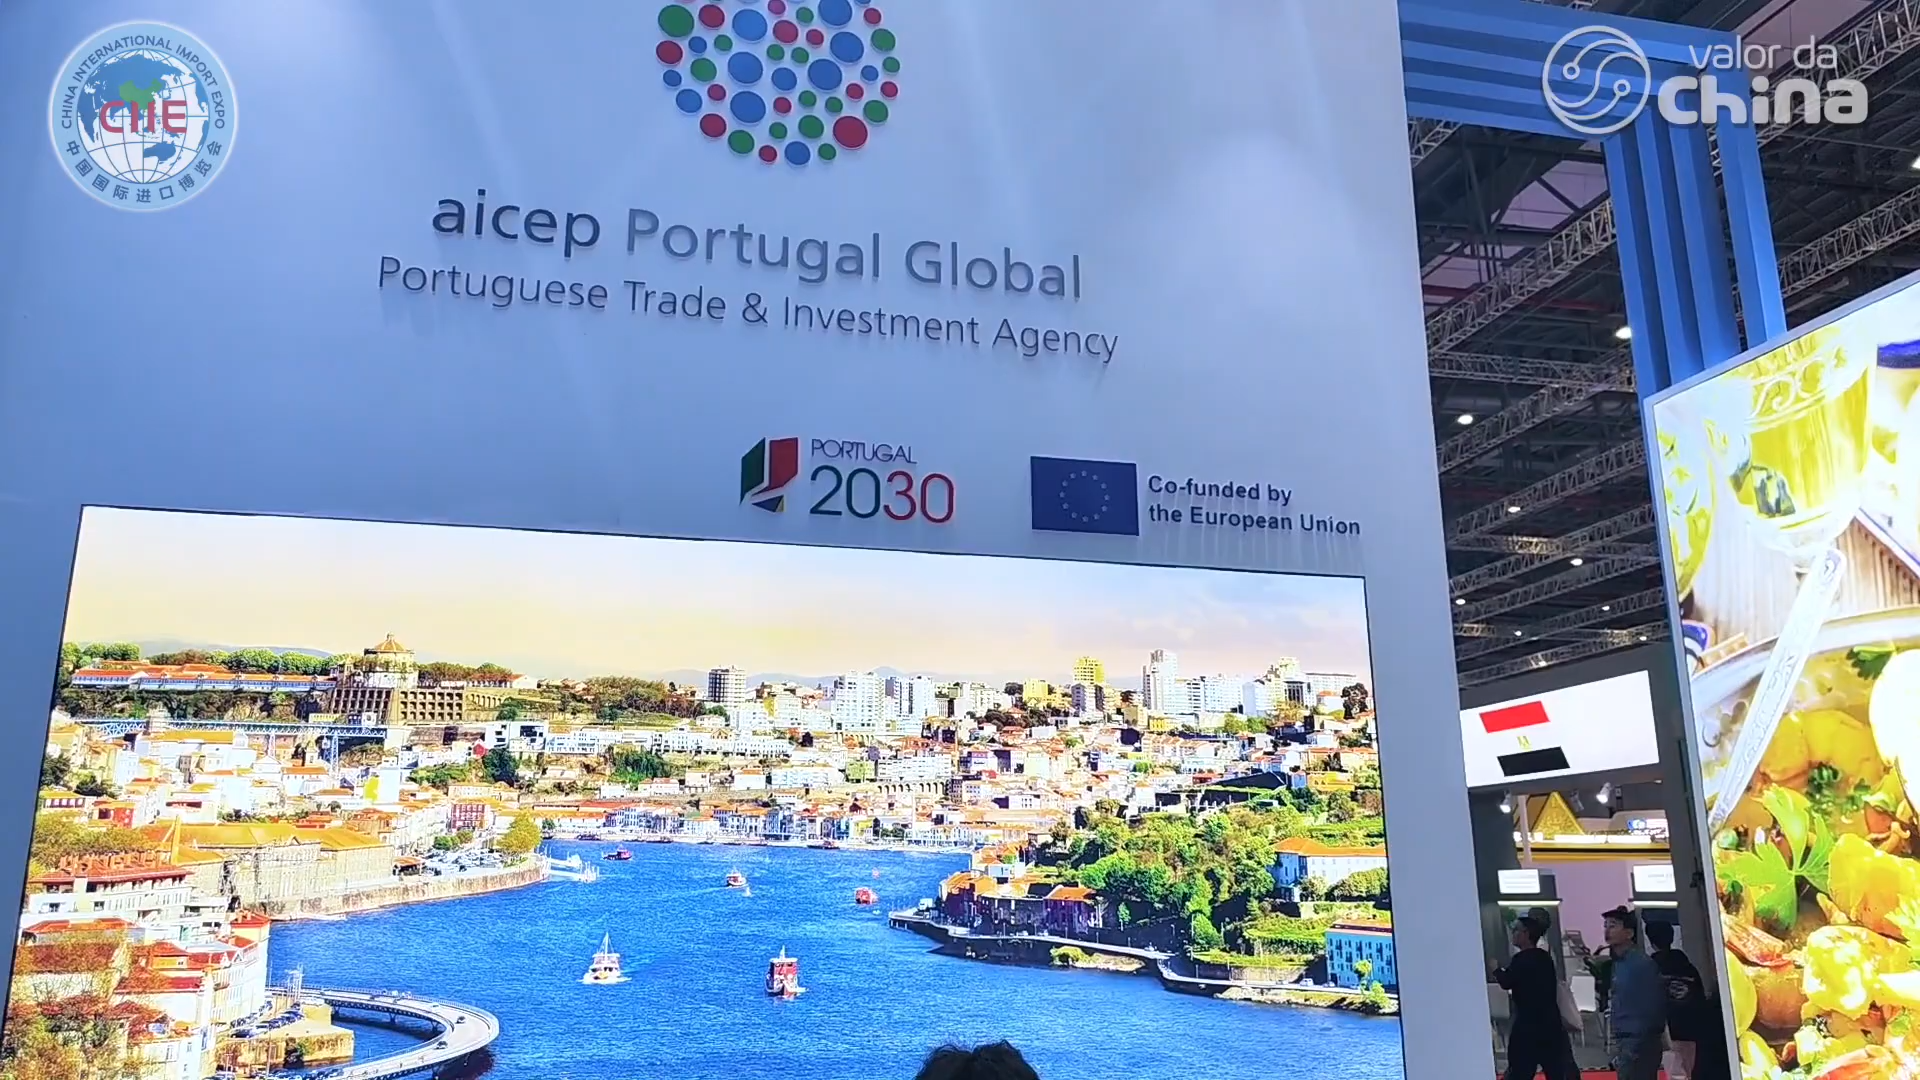 CHINA INTERNATIONAL IMPORT EXPO
CIIE
中国国际进口博览会
valor da
China
aicep Portugal Global
Portuguese Trade & Investment Agency
PORTUGAL
2030
Co-funded by
the European Union